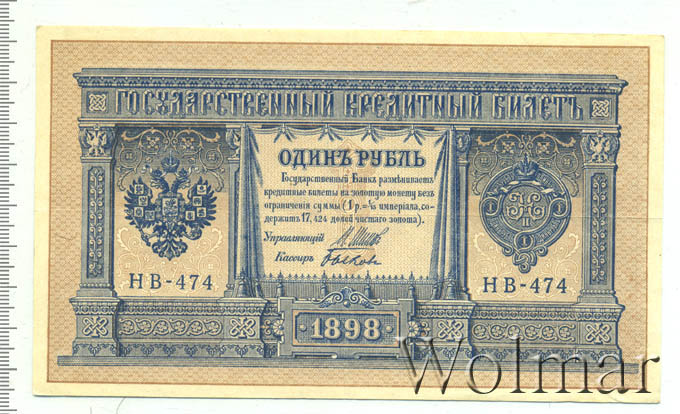 ГОСУДАРСТВЕННЫЙ КРЕДИТНЫЙ БИЛЕТЪ
ОДИНЪ РУБЛЬ
Государственный Банкъ размѣниваетъ
кредитные билеты на золотую монету безъ
ограниченія суммы (1 р.=1/15 имперіала, со-
держитъ 17,424 долей чистаго золота).
Управляющій
Кассиръ Быковъ
НВ-474
НВ-474
1898
Wolmar